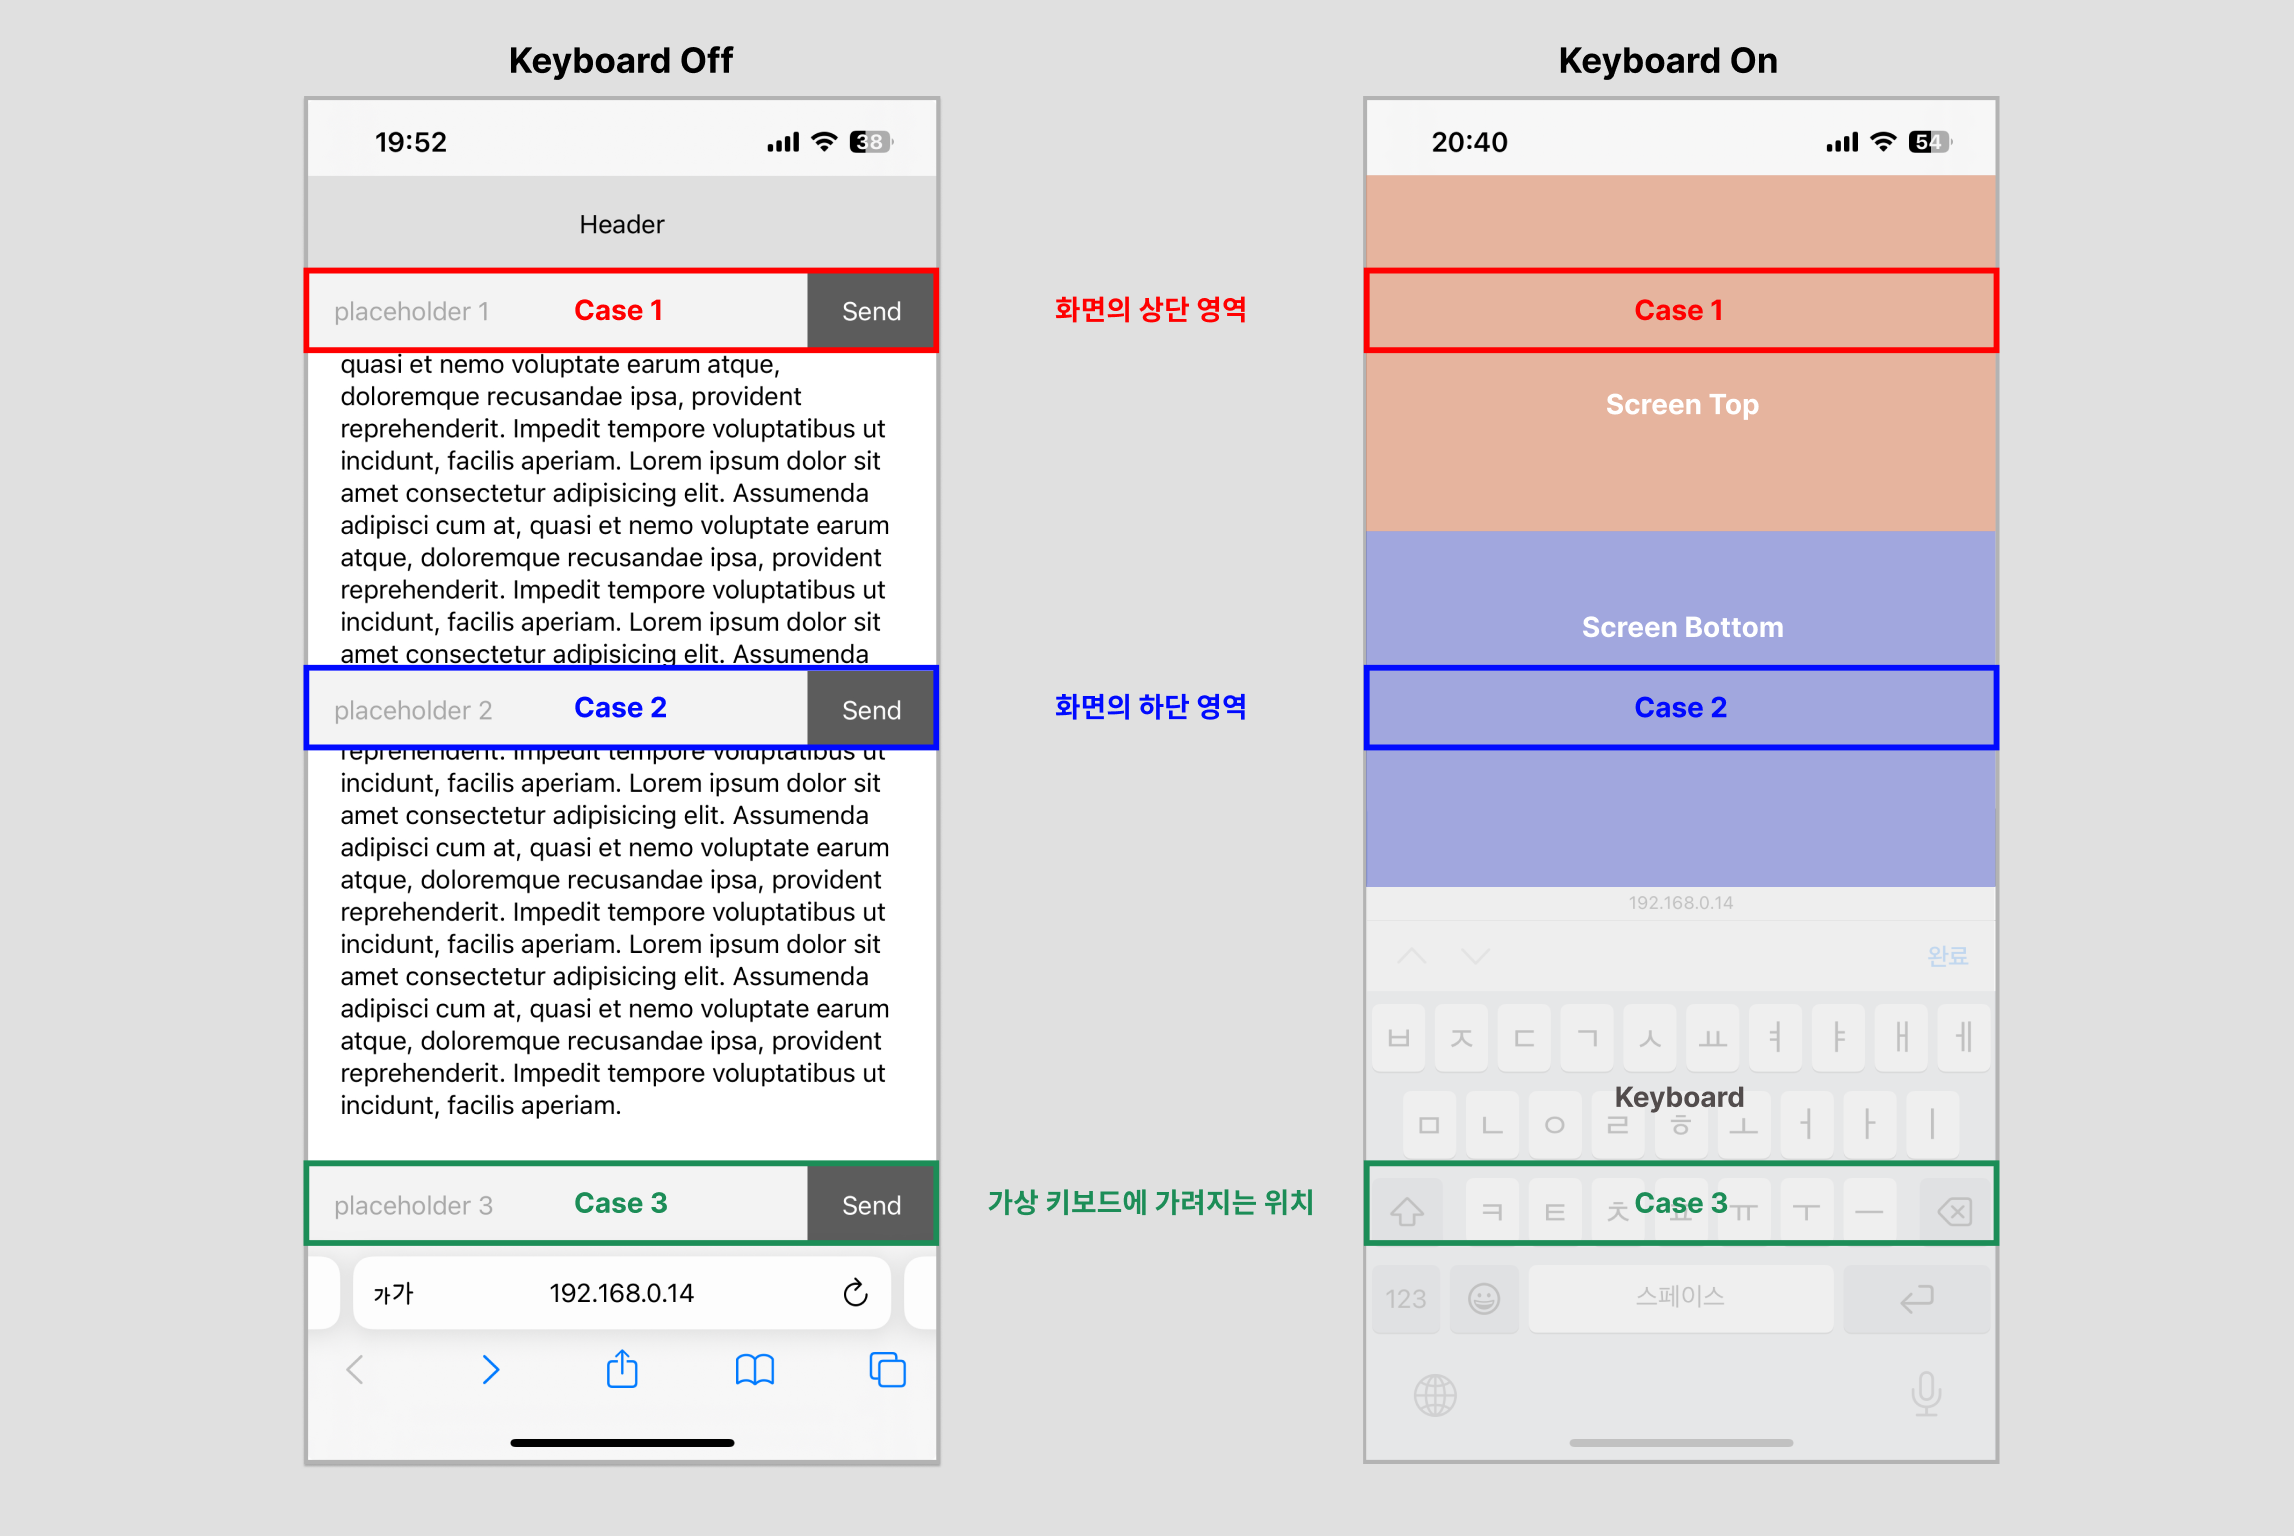 Keyboard Off
19:52
38
Header
placeholder 1
Case 1
Send
quasi et nemo voluptate earum atque,
doloremque recusandae ipsa, provident
reprehenderit. Impedit tempore voluptatibus ut
incidunt, facilis aperiam. Lorem ipsum dolor sit
amet consectetur adipisicing elit. Assumenda
adipisci cum at, quasi et nemo voluptate earum
atque, doloremque recusandae ipsa, provident
reprehenderit. Impedit tempore voluptatibus ut
incidunt, facilis aperiam. Lorem ipsum dolor sit
amet consectetur adipisicing elit. Assumenda
placeholder 2
Case 2
Send
reprehenderit. Impedit tempore voluptatibus ut
incidunt, facilis aperiam. Lorem ipsum dolor sit
amet consectetur adipisicing elit. Assumenda
adipisci cum at, quasi et nemo voluptate earum
atque, doloremque recusandae ipsa, provident
reprehenderit. Impedit tempore voluptatibus ut
incidunt, facilis aperiam. Lorem ipsum dolor sit
amet consectetur adipisicing elit. Assumenda
adipisci cum at, quasi et nemo voluptate earum
atque, doloremque recusandae ipsa, provident
reprehenderit. Impedit tempore voluptatibus ut
incidunt, facilis aperiam.
placeholder 3
Case 3
Send
가가
192.168.0.14
화면의 상단 영역
화면의 하단 영역
가상 키보드에 가려지는 위치
Keyboard On
20:40
54
Case 1
Screen Top
Screen Bottom
Case 2
192.168.0.14
완료
ㅂ ㅈ ㄷ ㄱ ㅅ ㅛ ㅕ ㅑ ㅐ ㅔ
Keyboard
ㅁ ㄴ ㅇ ㄹ ㅎ ㅗ ㅓ ㅏ ㅣ
Case 3
ㅋ ㅌ ㅊ ㅍ ㅠ ㅜ ㅡ
123
스페이스